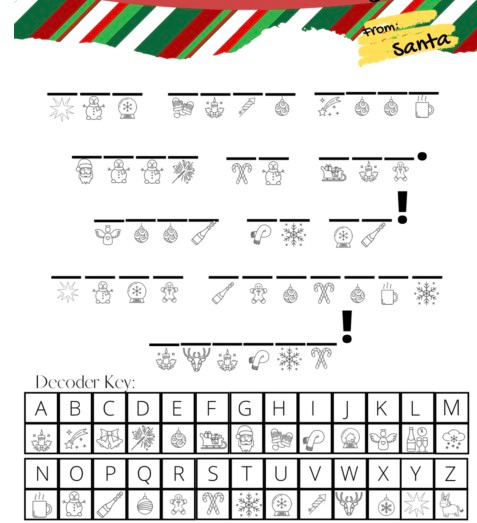 From:
Santa
.
!
!
Decoder Key:
A B C D E F G H I J K L M
N O P Q R S T U V W X Y Z